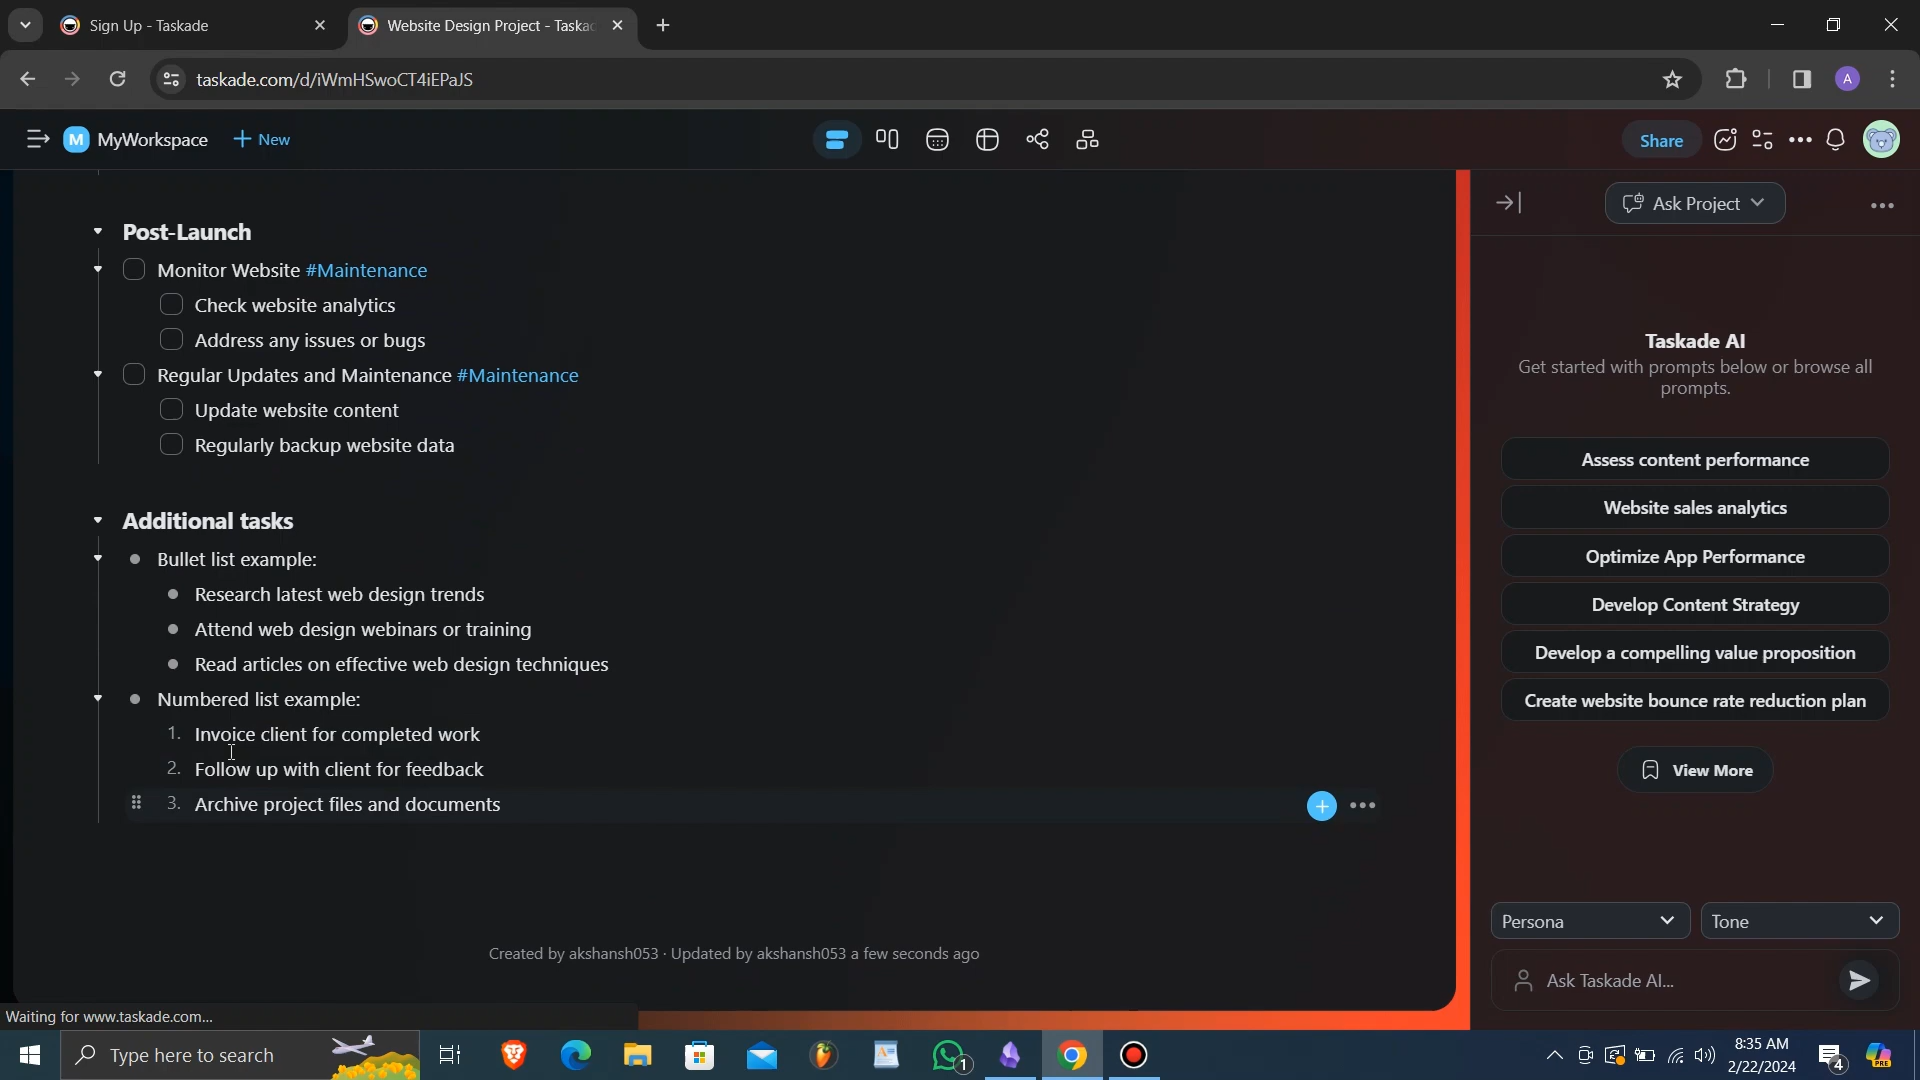 Sign Up - Taskade
Website Design Project - Taskad
taskade.com/d/iWmHSwoCT4iEPaJS
A
M MyWorkspace + New
Share
Post-Launch
Monitor Website #Maintenance
Check website analytics
Address any issues or bugs
Regular Updates and Maintenance #Maintenance
Update website content
Regularly backup website data
Additional tasks
Bullet list example:
Research latest web design trends
Attend web design webinars or training
Read articles on effective web design techniques
Numbered list example:
1. Invoice client for completed work
2. Follow up with client for feedback
3. Archive project files and documents
Created by akshansh053 · Updated by akshansh053 a few seconds ago
Ask Project
Taskade AI
Get started with prompts below or browse all
prompts.
Assess content performance
Website sales analytics
Optimize App Performance
Develop Content Strategy
Develop a compelling value proposition
Create website bounce rate reduction plan
View More
Persona
Tone
Ask Taskade AI...
Waiting for www.taskade.com...
Type here to search
1
8:35 AM
2/22/2024
4
PRE